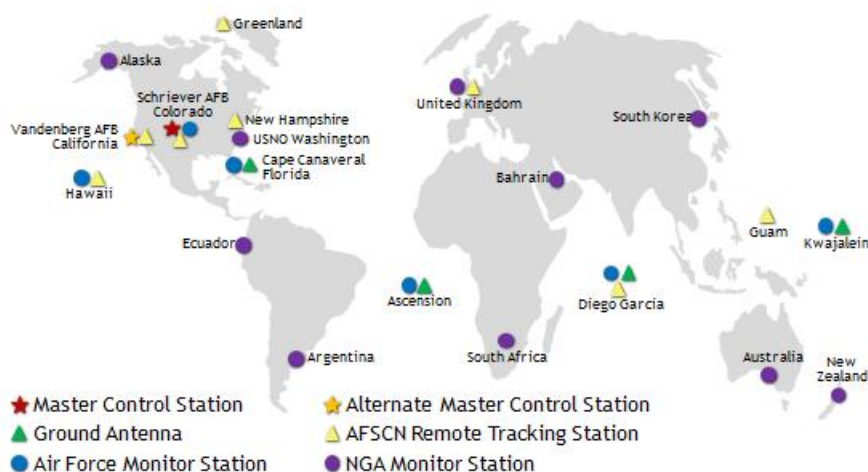 Greenland
Alaska
Schriever AFB
Colorado
New Hampshire
Vandenberg AFB
California
USNO Washington
Cape Canaveral
Florida
Hawaii
United Kingdom
South Korea
Bahrain
Guam
Kwajalein
Ecuador
Ascension
Diego Garcia
Argentina
South Africa
Australia
New
Zealand
Master Control Station
Alternate Master Control Station
Ground Antenna
AFSCN Remote Tracking Station
Air Force Monitor Station
NGA Monitor Station